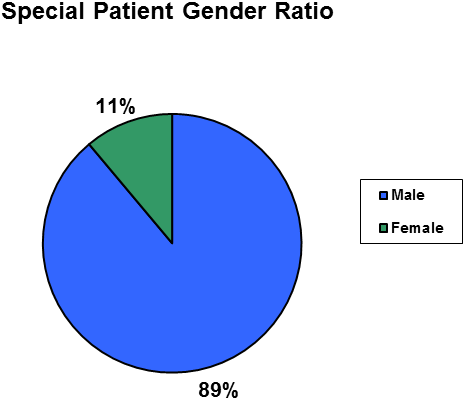 Special Patient Gender Ratio
11%
Male
Female
89%